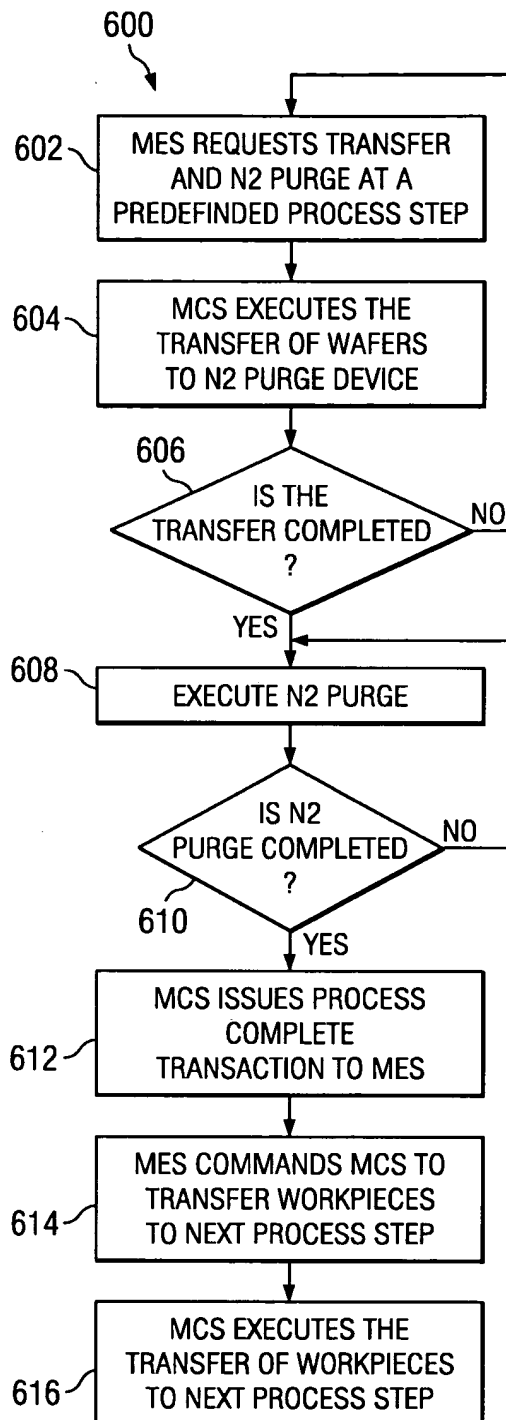 600
602
MES REQUESTS TRANSFER
AND N2 PURGE AT A
PREDEFINDED PROCESS STEP
604
MCS EXECUTES THE
TRANSFER OF WAFERS
TO N2 PURGE DEVICE
606
IS THE
TRANSFER COMPLETED
?
NO
YES
608
EXECUTE N2 PURGE
IS N2
PURGE COMPLETED
?
NO
610
YES
612
MCS ISSUES PROCESS
COMPLETE
TRANSACTION TO MES
614
MES COMMANDS MCS TO
TRANSFER WORKPIECES
TO NEXT PROCESS STEP
616
MCS EXECUTES THE
TRANSFER OF WORKPIECES
TO NEXT PROCESS STEP